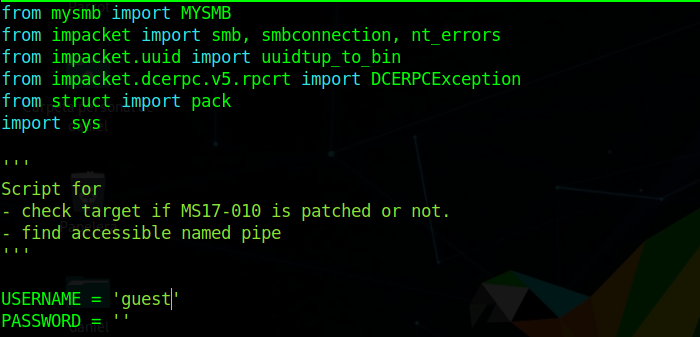 from mysmb import MYSMB
from impacket import smb, smbconnection, nt_errors
from impacket.uuid import uuidtup_to_bin
from impacket.dcerpc.v5.rpcrt import DCERPCException
from struct import pack
import sys
'''
Script for
- check target if MS17-010 is patched or not.
- find accessible named pipe
'''
USERNAME = 'guest'
PASSWORD = ''